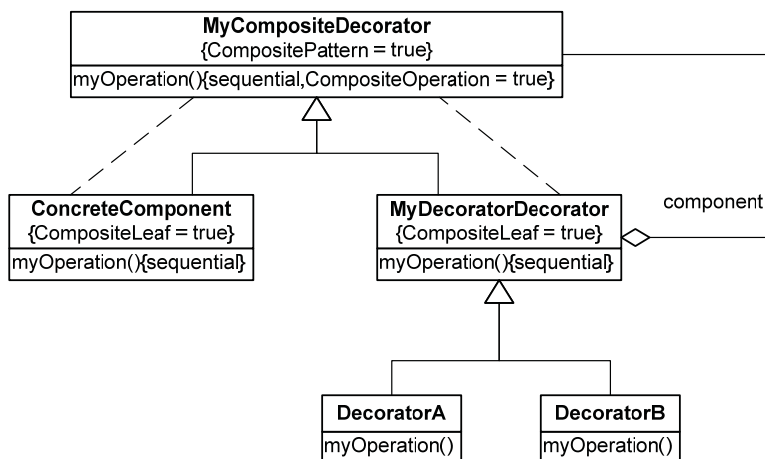 MyCompositeDecorator
{CompositePattern = true}
myOperation(){sequential,CompositeOperation = true}
ConcreteComponent
{CompositeLeaf = true}
myOperation(){sequential}
MyDecoratorDecorator
{CompositeLeaf = true}
myOperation(){sequential}
component
DecoratorA
myOperation()
DecoratorB
myOperation()